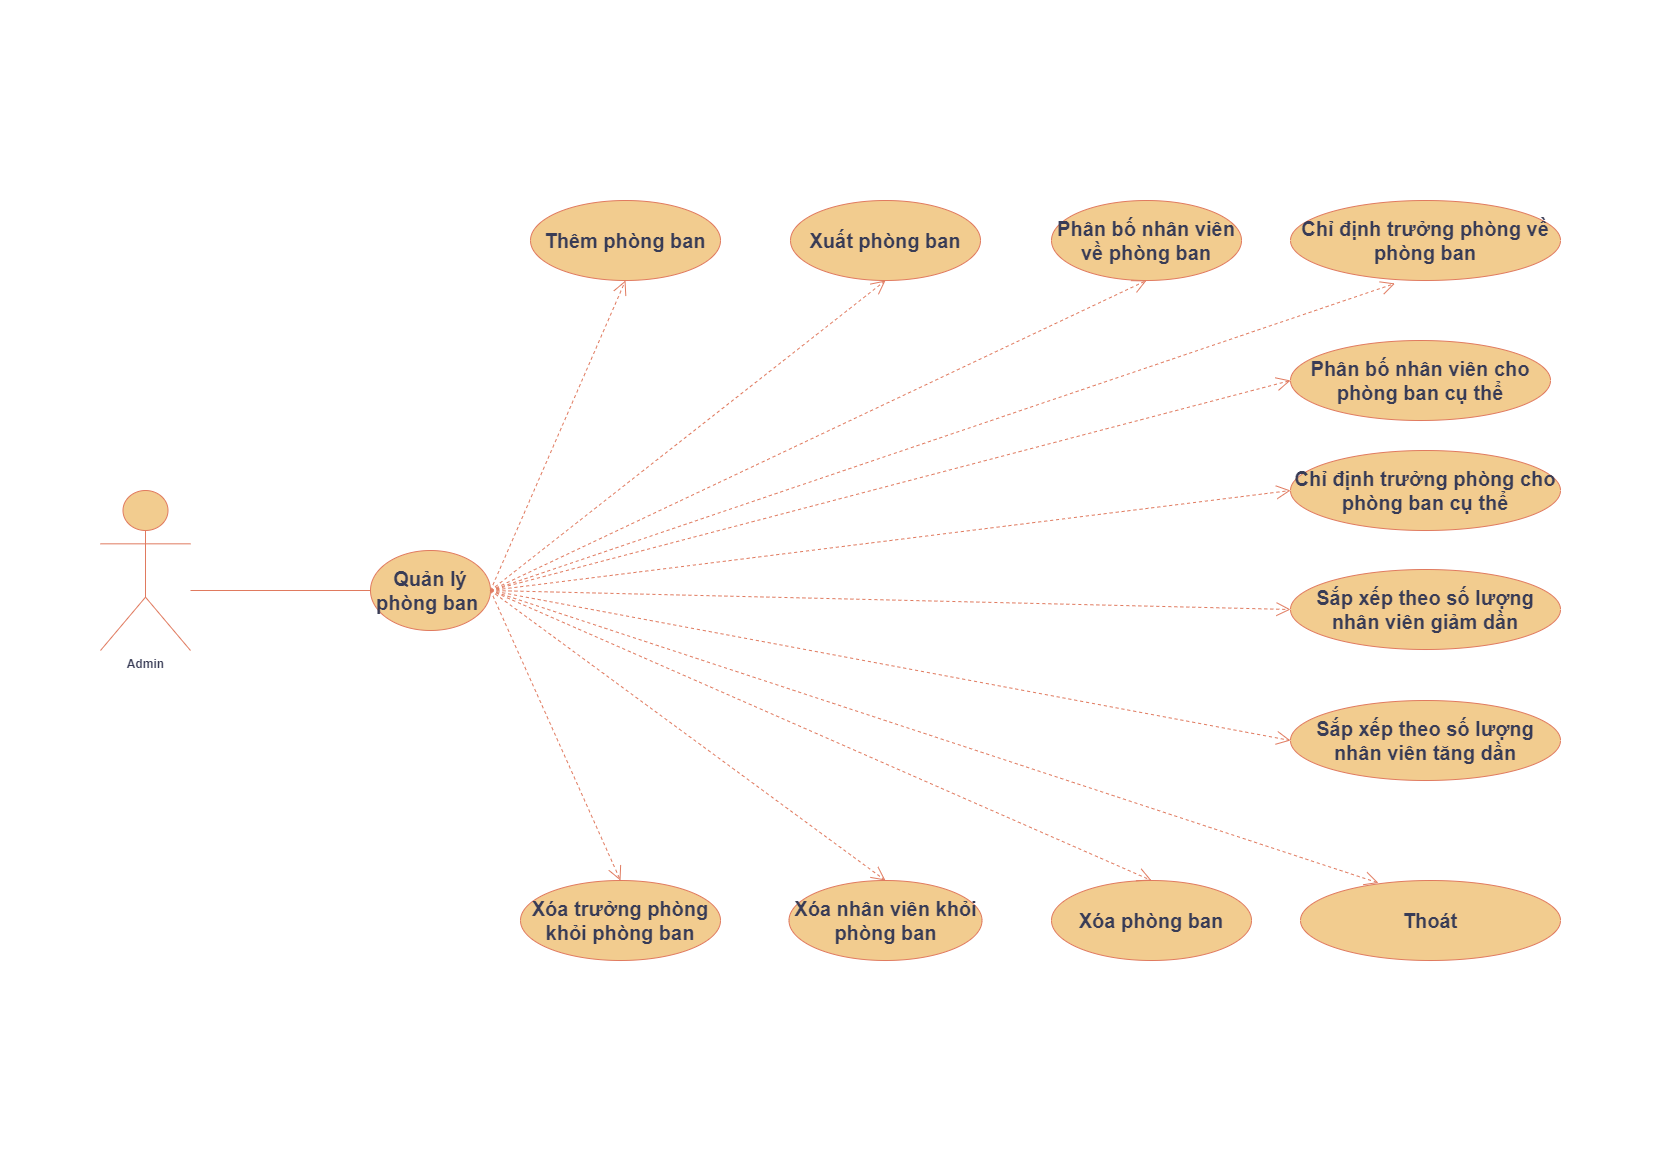 Thêm phòng ban
Xuất phòng ban
Phân bố nhân viên
về phòng ban
Chỉ định trưởng phòng về
phòng ban
Phân bố nhân viên cho
phòng ban cụ thể
Chỉ định trưởng phòng cho
phòng ban cụ thể
Quản lý
phòng ban
Sắp xếp theo số lượng
nhân viên giảm dần
Admin
Sắp xếp theo số lượng
nhân viên tăng dần
Xóa trưởng phòng
khỏi phòng ban
Xóa nhân viên khỏi
phòng ban
Xóa phòng ban
Thoát